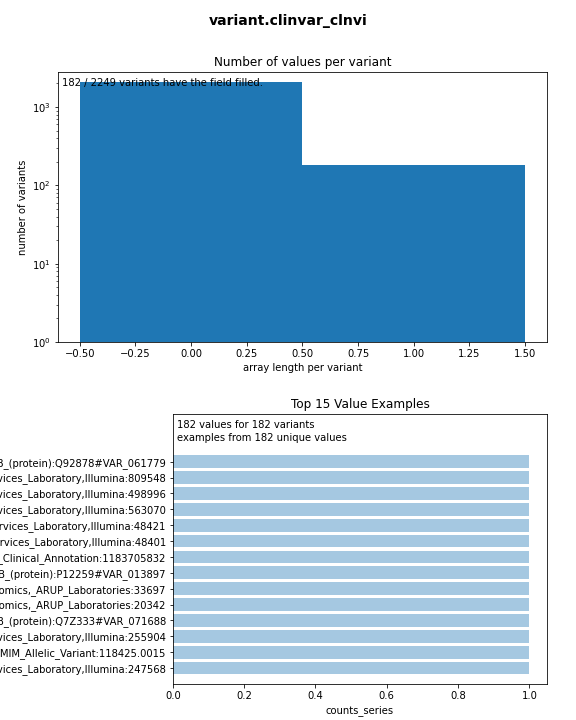 variant.clinvar_clnvi
Number of values per variant
182 / 2249 variants have the field filled.
10³
10²
10¹
10⁰
number of variants
−0.50 −0.25 0.00 0.25 0.50 0.75 1.00 1.25 1.50
array length per variant
Top 15 Value Examples
182 values for 182 variants
examples from 182 unique values
B_(protein):Q92878#VAR_061779
vices_Laboratory,Illumina:809548
vices_Laboratory,Illumina:498996
vices_Laboratory,Illumina:563070
rvices_Laboratory,Illumina:48421
rvices_Laboratory,Illumina:48401
_Clinical_Annotation:1183705832
B_(protein):P12259#VAR_013897
omics,_ARUP_Laboratories:33697
omics,_ARUP_Laboratories:20342
B_(protein):Q7Z333#VAR_071688
vices_Laboratory,Illumina:255904
MIM_Allelic_Variant:118425.0015
vices_Laboratory,Illumina:247568
0.0 0.2 0.4 0.6 0.8 1.0
counts_series